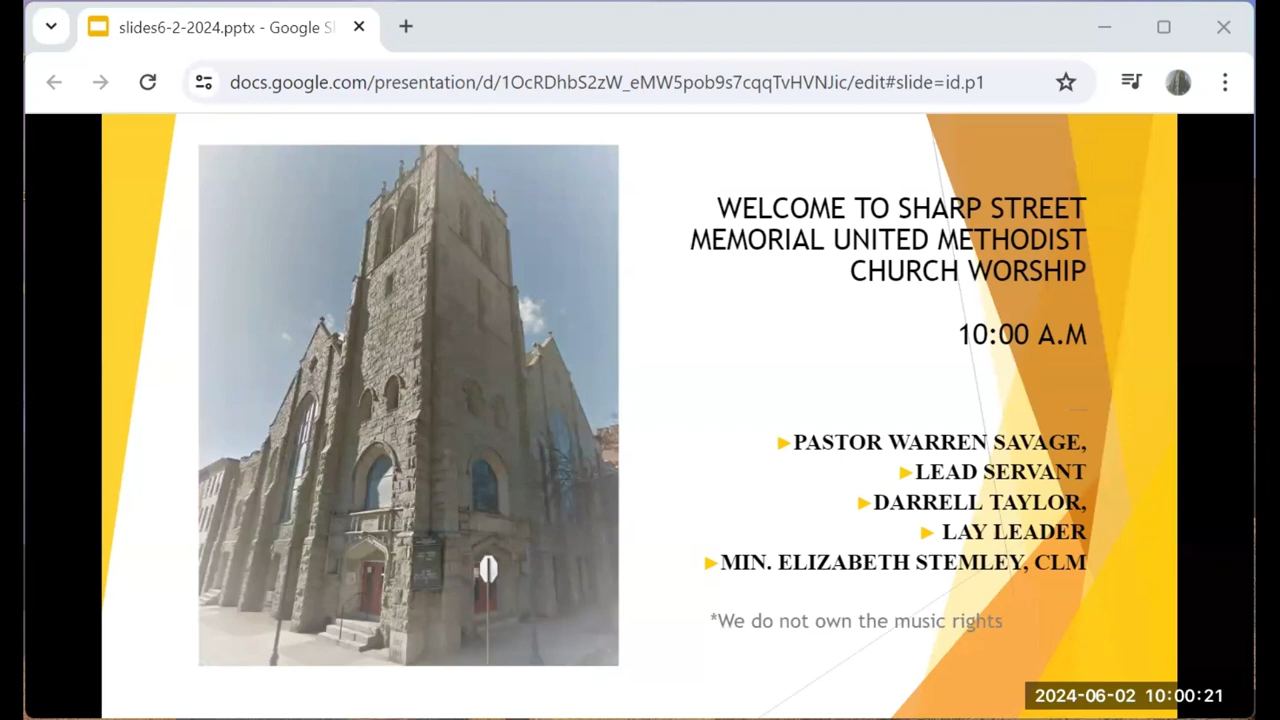 slides6-2-2024.pptx - Google Sl
docs.google.com/presentation/d/1OcRDhbS2zW_eMW5pob9s7cqqTvHVNJic/edit#slide=id.p1
WELCOME TO SHARP STREET
MEMORIAL UNITED METHODIST
CHURCH WORSHIP
10:00 A.M
PASTOR WARREN SAVAGE,
LEAD SERVANT
DARRELL TAYLOR,
LAY LEADER
MIN. ELIZABETH STEMLEY, CLM
*We do not own the music rights
2024-06-02 10:00:21